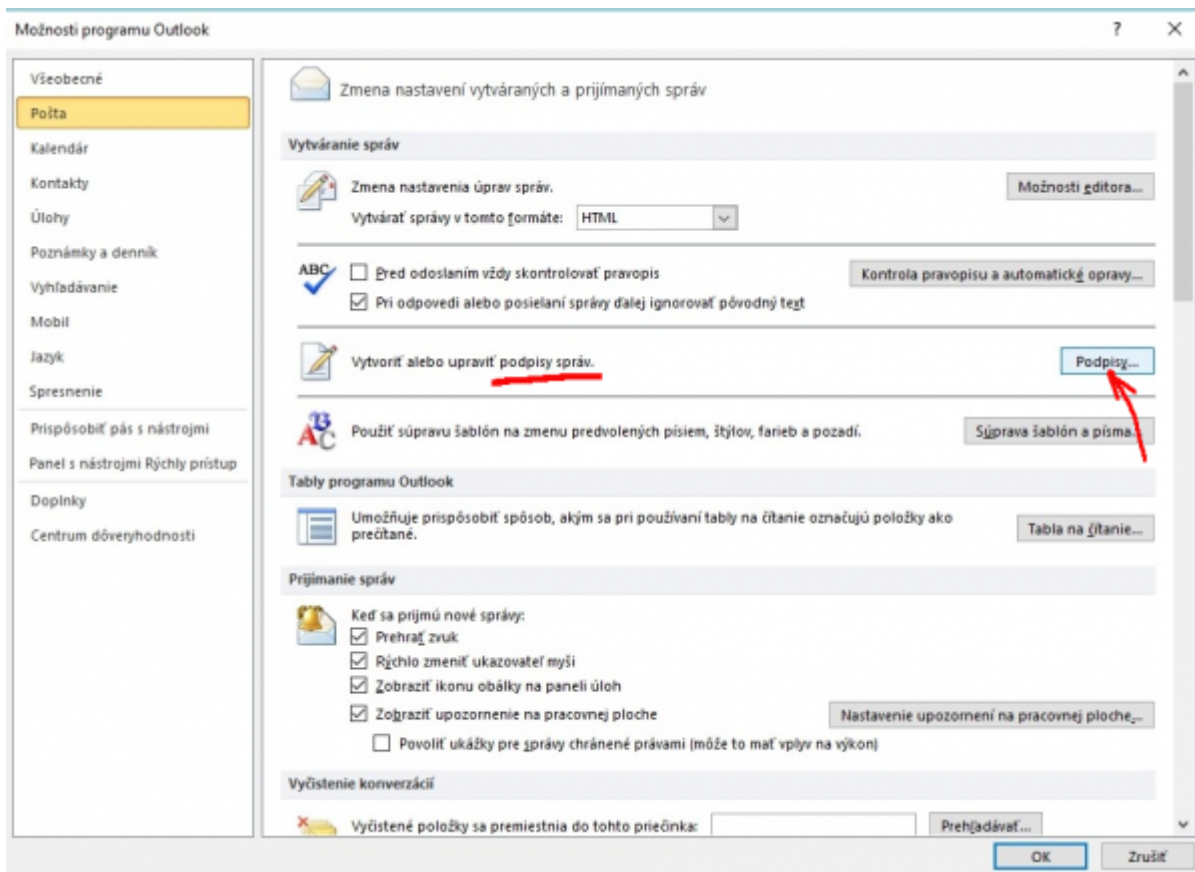 Možnosti programu Outlook
Všeobecné
Pošta
Kalendár
Kontakty
Úlohy
Poznámky a denník
Vyhľadávanie
Mobil
Jazyk
Spresnenie
Prispôsobiť pás s nástrojmi
Panel s nástrojmi Rýchly prístup
Doplnky
Centrum dôveryhodnosti
Zmena nastavení vytváraných a prijímaných správ
Vytváranie správ
Zmena nastavenia úprav správ.
Možnosti editora...
Vytvárať správy v tomto formáte: HTML
ABC
Pred odoslaním vždy skontrolovať pravopis
Kontrola pravopisu a automatické opravy...
Pri odpovedi alebo posielaní správy ďalej ignorovať pôvodný text
Vytvoriť alebo upraviť podpisy správ.
Podpisy...
Použiť súpravu šablón na zmenu predvolených písiem, štýlov, farieb a pozadí.
Súprava šablón a písma...
Tably programu Outlook
Umožňuje prispôsobiť spôsob, akým sa pri používaní tably na čítanie označujú položky ako
prečítané.
Tabla na čítanie...
Prijímanie správ
Keď sa prijmú nové správy:
Prehrať zvuk
Rýchlo zmeniť ukazovateľ myši
Zobraziť ikonu obálky na paneli úloh
Zobraziť upozornenie na pracovnej ploche
Nastavenie upozornení na pracovnej ploche...
Povoliť ukážky pre správy chránené právami (môže to mať vplyv na výkon)
Vyčistenie konverzácií
Vyčistené položky sa premiestnia do tohto priečinka:
Prehľadávať...
OK
Zrušiť